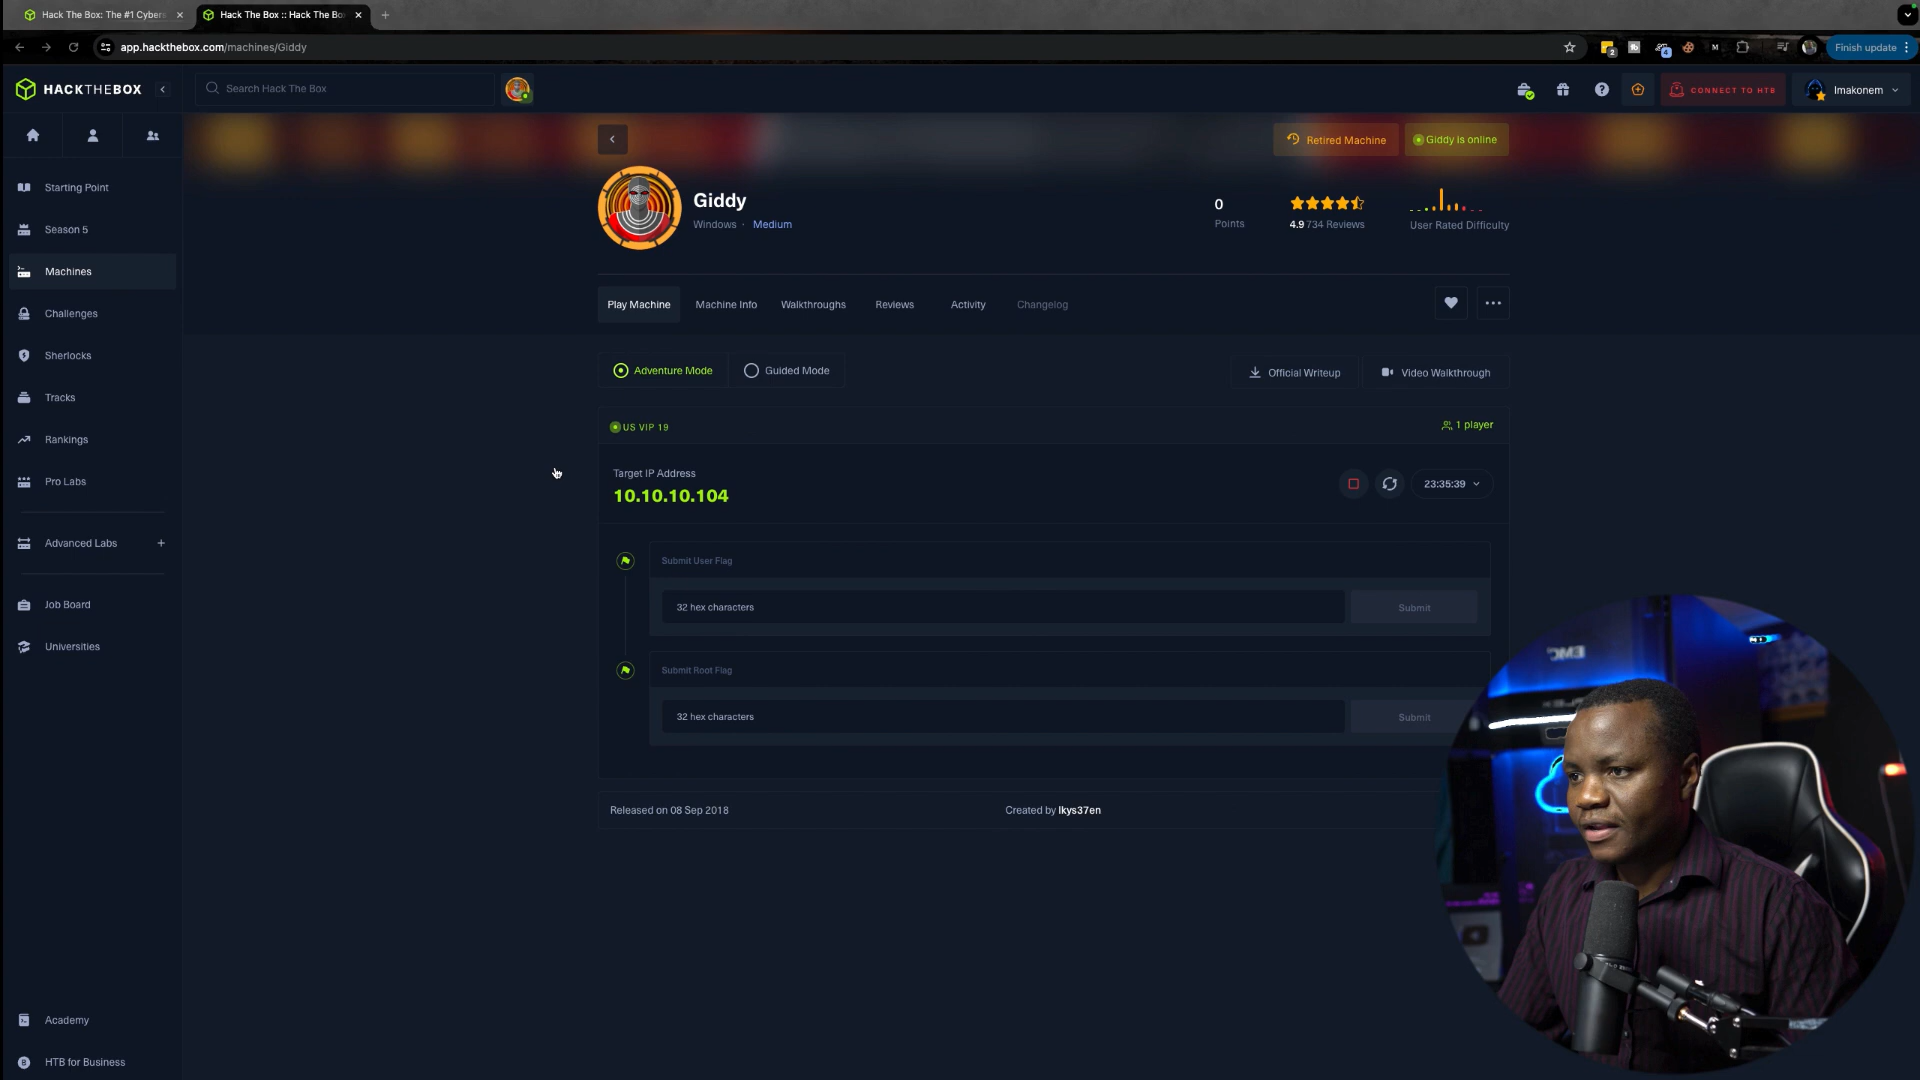 Hack The Box: The #1 Cybers
Hack The Box :: Hack The Bo
app.hackthebox.com/machines/Giddy
2
4
M
Finish update
HACKTHEBOX
Search Hack The Box
CONNECT TO HTB
lmakonem
Retired Machine
Giddy is online
Starting Point
Season 5
Machines
Challenges
Sherlocks
Tracks
Rankings
Pro Labs
Advanced Labs
Job Board
Universities
Academy
HTB for Business
Giddy
Windows · Medium
0
Points
4.9 734 Reviews
User Rated Difficulty
Play Machine
Machine Info
Walkthroughs
Reviews
Activity
Changelog
Adventure Mode
Guided Mode
Official Writeup
Video Walkthrough
US VIP 19
1 player
Target IP Address
10.10.10.104
23:35:39
Submit User Flag
32 hex characters
Submit
Submit Root Flag
32 hex characters
Submit
Released on 08 Sep 2018
Created by lkys37en